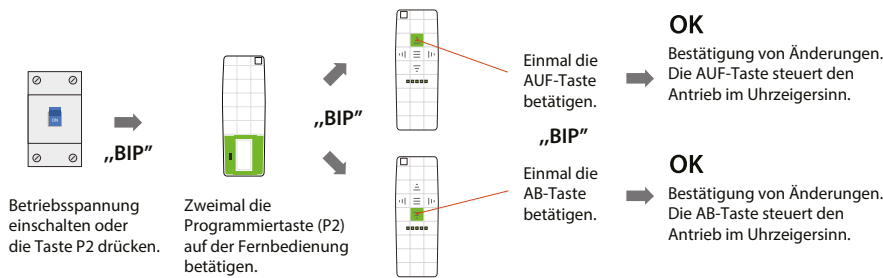 ON
„BIP”
Betriebsspannung
einschalten oder
die Taste P2 drücken.
Zweimal die
Programmiertaste (P2)
auf der Fernbedienung
betätigen.
„BIP”
Einmal die
AUF-Taste
betätigen.
„BIP”
Einmal die
AB-Taste
betätigen.
OK
Bestätigung von Änderungen.
Die AUF-Taste steuert den
Antrieb im Uhrzeigersinn.
OK
Bestätigung von Änderungen.
Die AB-Taste steuert den
Antrieb im Uhrzeigersinn.